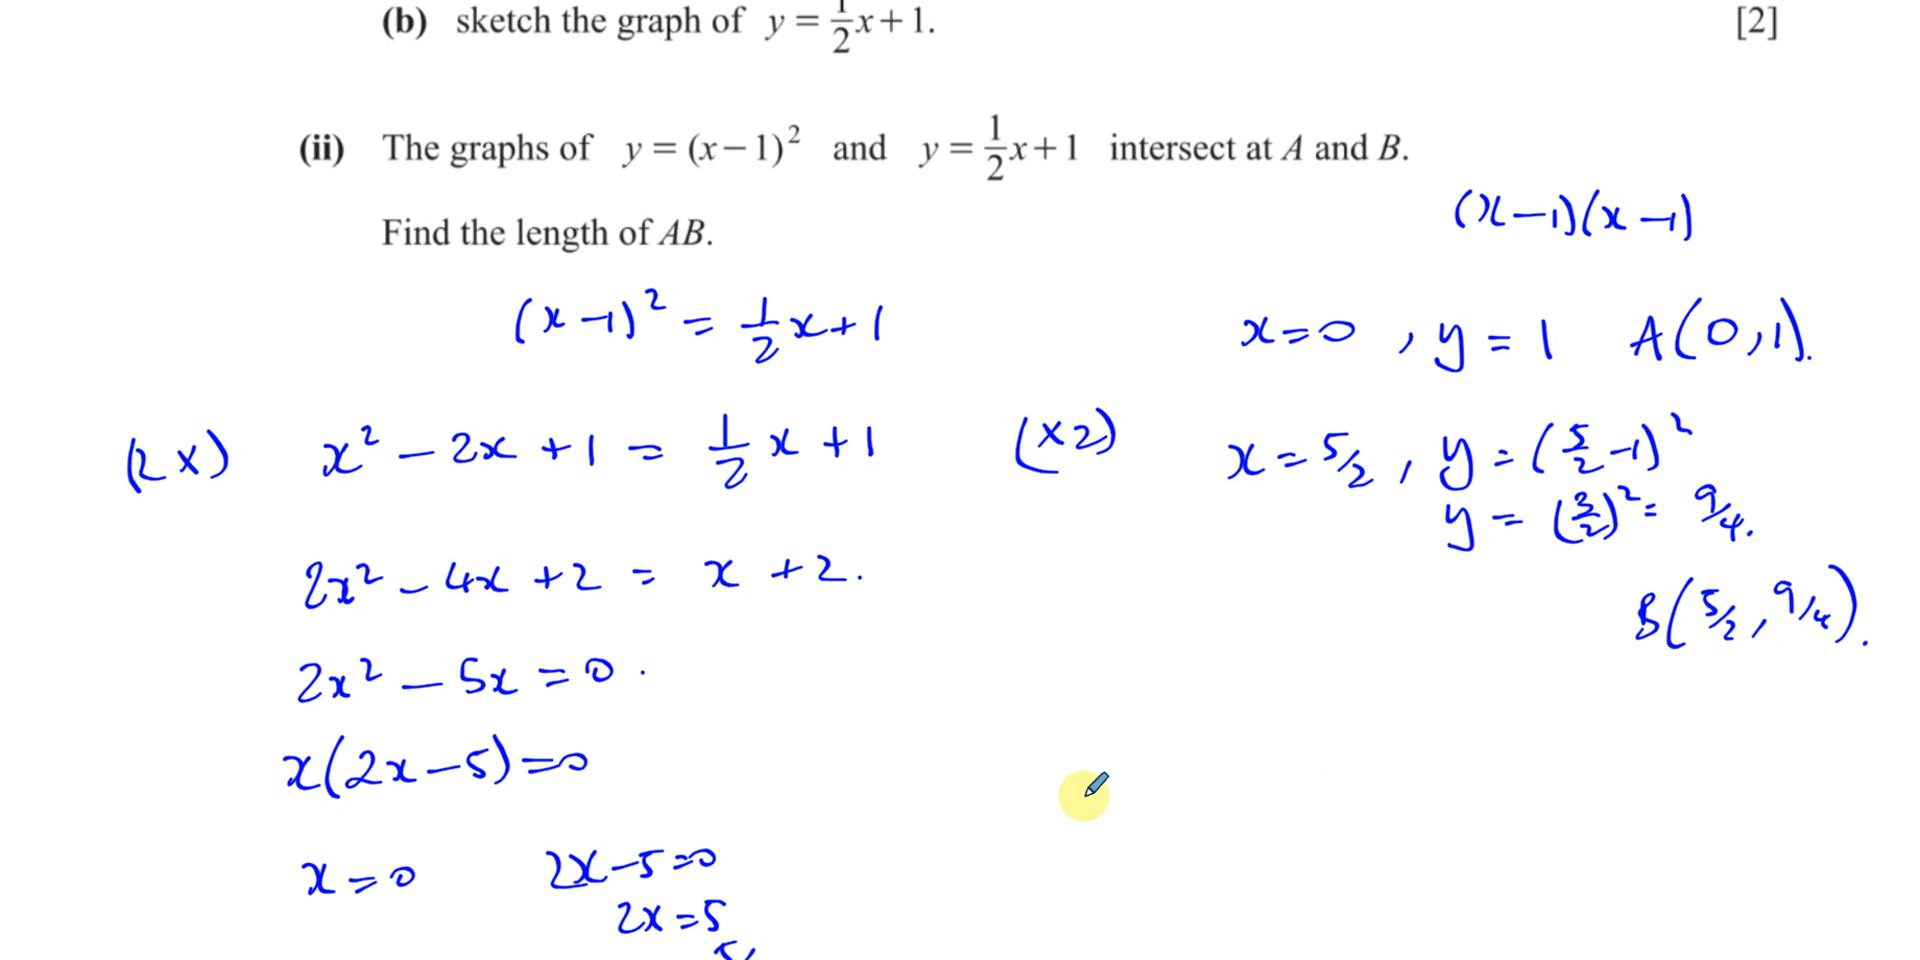 (b) sketch the graph of y = 1/2 x + 1. [2]
(ii) The graphs of y = (x − 1)² and y = 1/2 x + 1 intersect at A and B.
Find the length of AB.
(x − 1)(x − 1)
(x − 1)² = 1/2 x + 1
(2x) x² − 2x + 1 = 1/2 x + 1 (x2)
2x² − 4x + 2 = x + 2.
2x² − 5x = 0.
x(2x − 5) = 0
x = 0 2x − 5 = 0
2x = 5
x = 0 , y = 1 A(0,1).
x = 5/2 , y = (5/2 − 1)²
y = (3/2)² = 9/4.
B(5/2, 9/4).